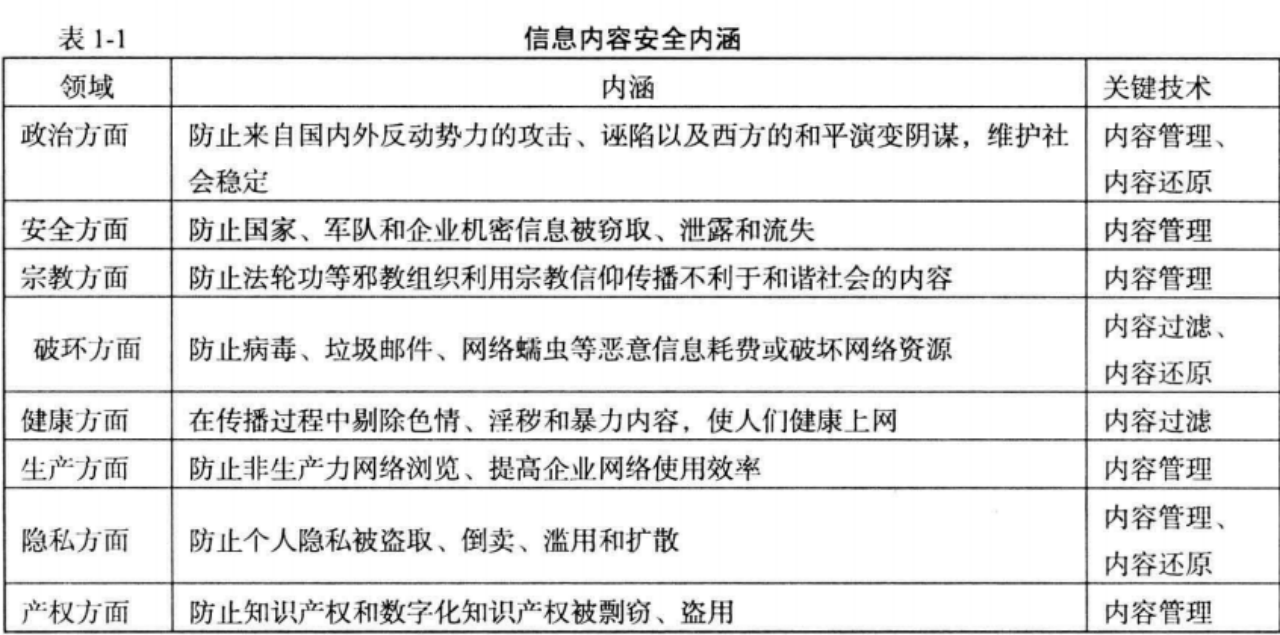 表 1-1 信息内容安全内涵
领域 内涵 关键技术
政治方面 防止来自国内外反动势力的攻击、诬陷以及西方的和平演变阴谋，维护社 内容管理、
会稳定 内容还原
安全方面 防止国家、军队和企业机密信息被窃取、泄露和流失 内容管理
宗教方面 防止法轮功等邪教组织利用宗教信仰传播不利于和谐社会的内容 内容管理
破环方面 防止病毒、垃圾邮件、网络蠕虫等恶意信息耗费或破坏网络资源 内容过滤、
内容还原
健康方面 在传播过程中剔除色情、淫秽和暴力内容，使人们健康上网 内容过滤
生产方面 防止非生产力网络浏览、提高企业网络使用效率 内容管理
隐私方面 防止个人隐私被盗取、倒卖、滥用和扩散 内容管理、
内容还原
产权方面 防止知识产权和数字化知识产权被剽窃、盗用 内容管理